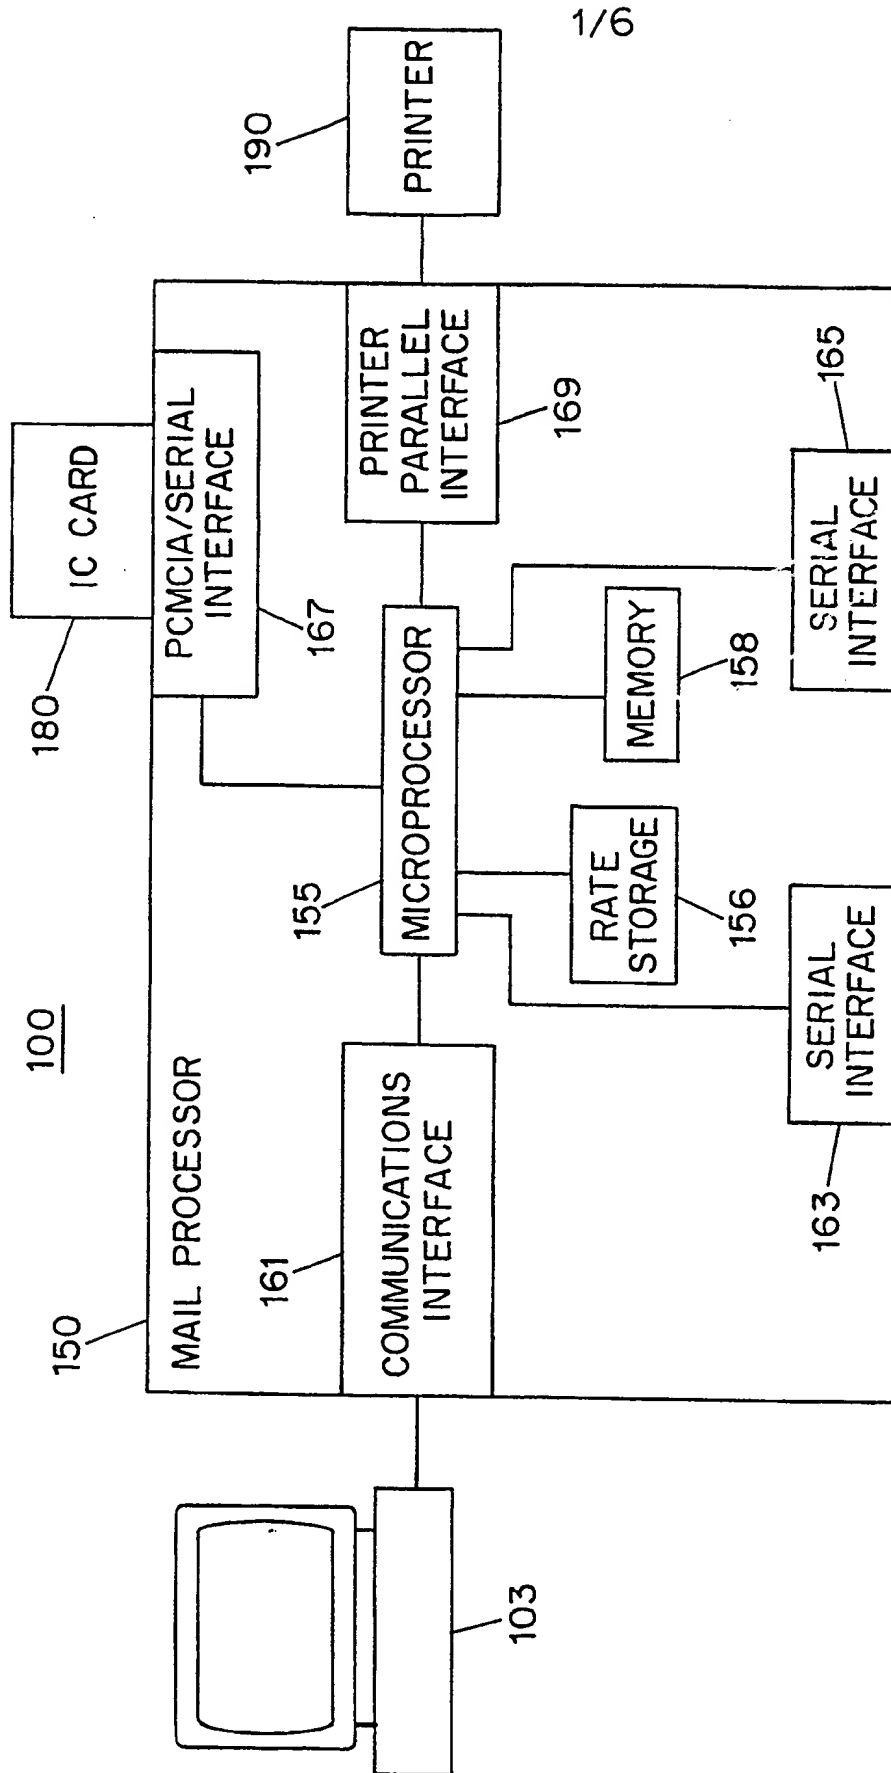 1/6
100
150
MAIL PROCESSOR
180
IC CARD
PCMCIA/SERIAL
INTERFACE
167
190
PRINTER
PRINTER
PARALLEL
INTERFACE
169
161
COMMUNICATIONS
INTERFACE
155
MICROPROCESSOR
103
RATE
STORAGE
156
MEMORY
158
163
SERIAL
INTERFACE
165
SERIAL
INTERFACE